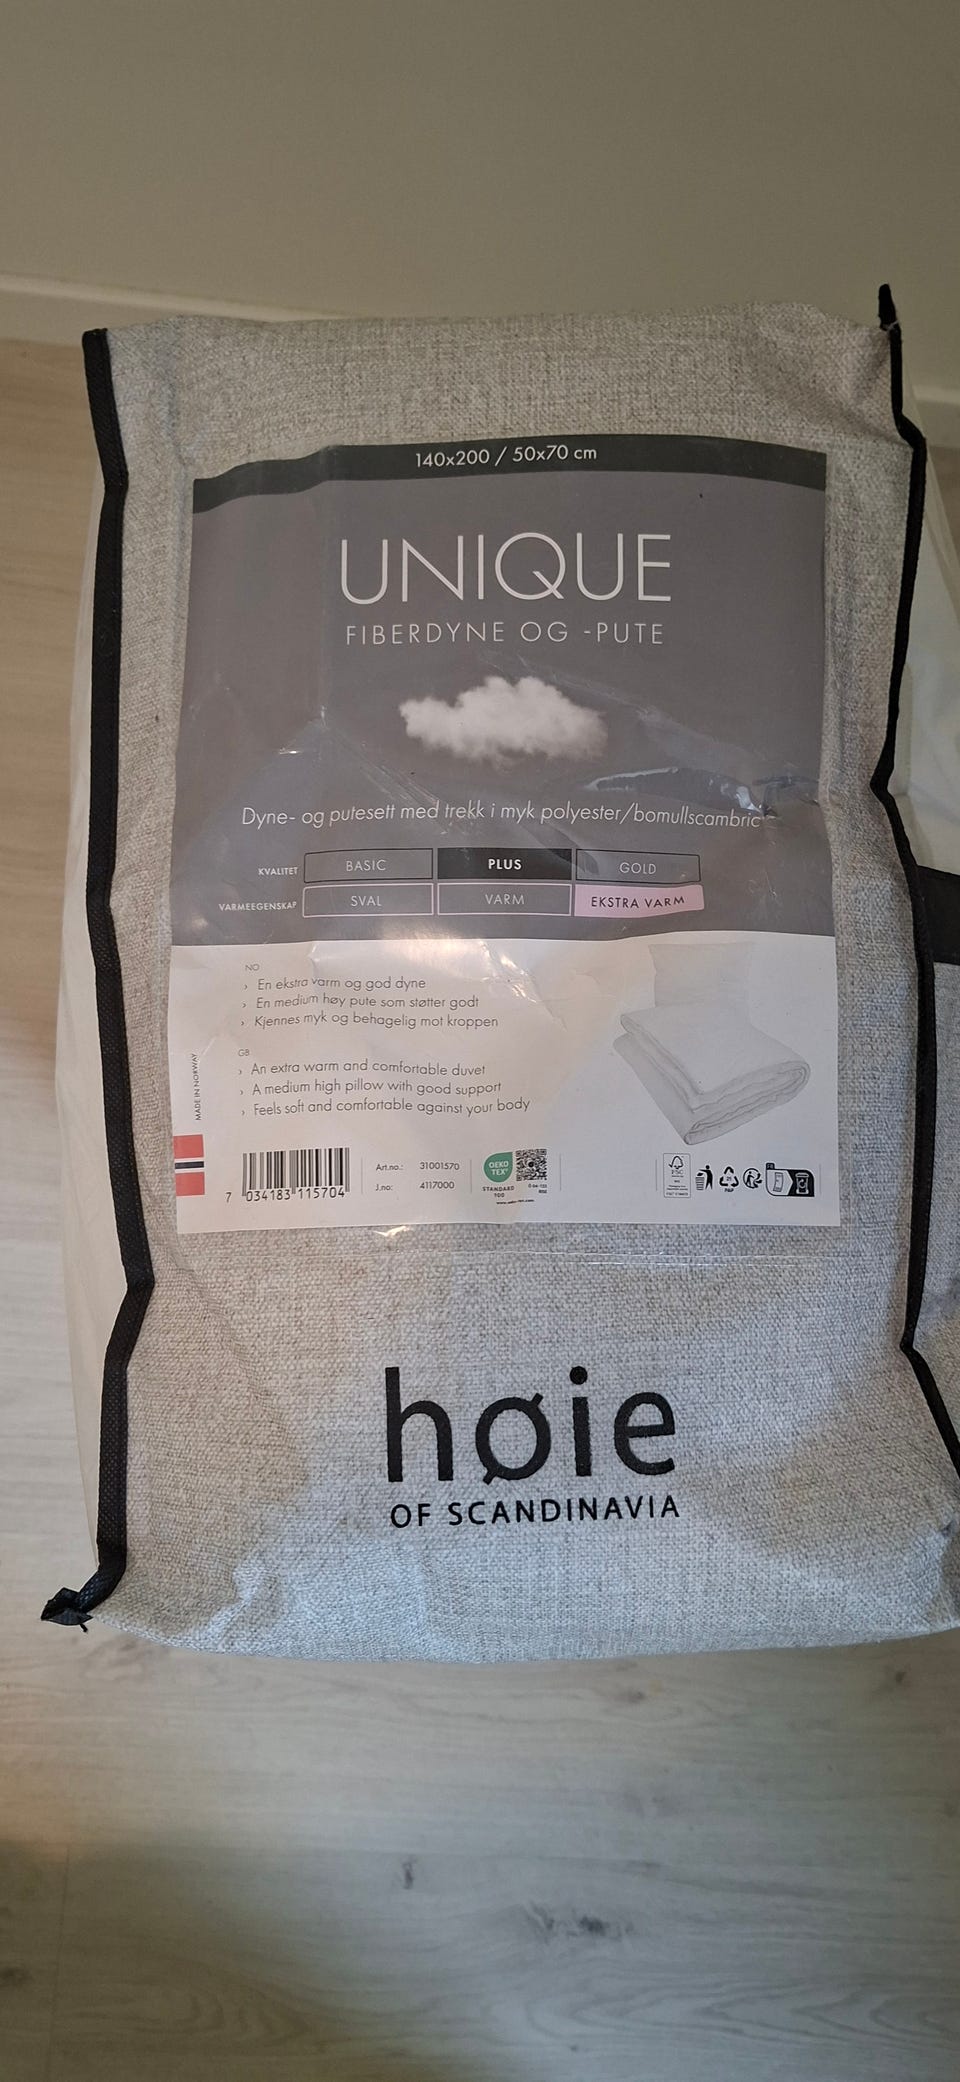 140x200 / 50x70 cm
UNIQUE
FIBERDYNE OG -PUTE
Dyne- og putesett med trekk i myk polyester/bomullscambric
KVALITET BASIC PLUS GOLD
VARMEEGENSKAP SVAL VARM EKSTRA VARM
NO
› En ekstra varm og god dyne
› En medium høy pute som støtter godt
› Kjennes myk og behagelig mot kroppen
GB
› An extra warm and comfortable duvet
› A medium high pillow with good support
› Feels soft and comfortable against your body
MADE IN NORWAY
7 034183 115704
Art.no.: 31001570
J.no: 4117000
OEKO
TEX®
STANDARD
100
FSC
PAP
høie
OF SCANDINAVIA